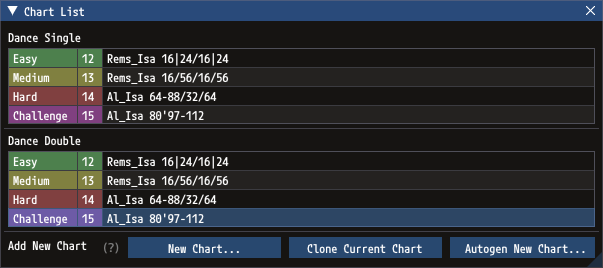 Chart List
Dance Single
Easy 12 Rems_Isa 16|24/16|24
Medium 13 Rems_Isa 16/56/16/56
Hard 14 Al_Isa 64-88/32/64
Challenge 15 Al_Isa 80'97-112
Dance Double
Easy 12 Rems_Isa 16|24/16|24
Medium 13 Rems_Isa 16/56/16/56
Hard 14 Al_Isa 64-88/32/64
Challenge 15 Al_Isa 80'97-112
Add New Chart (?) New Chart... Clone Current Chart Autogen New Chart...